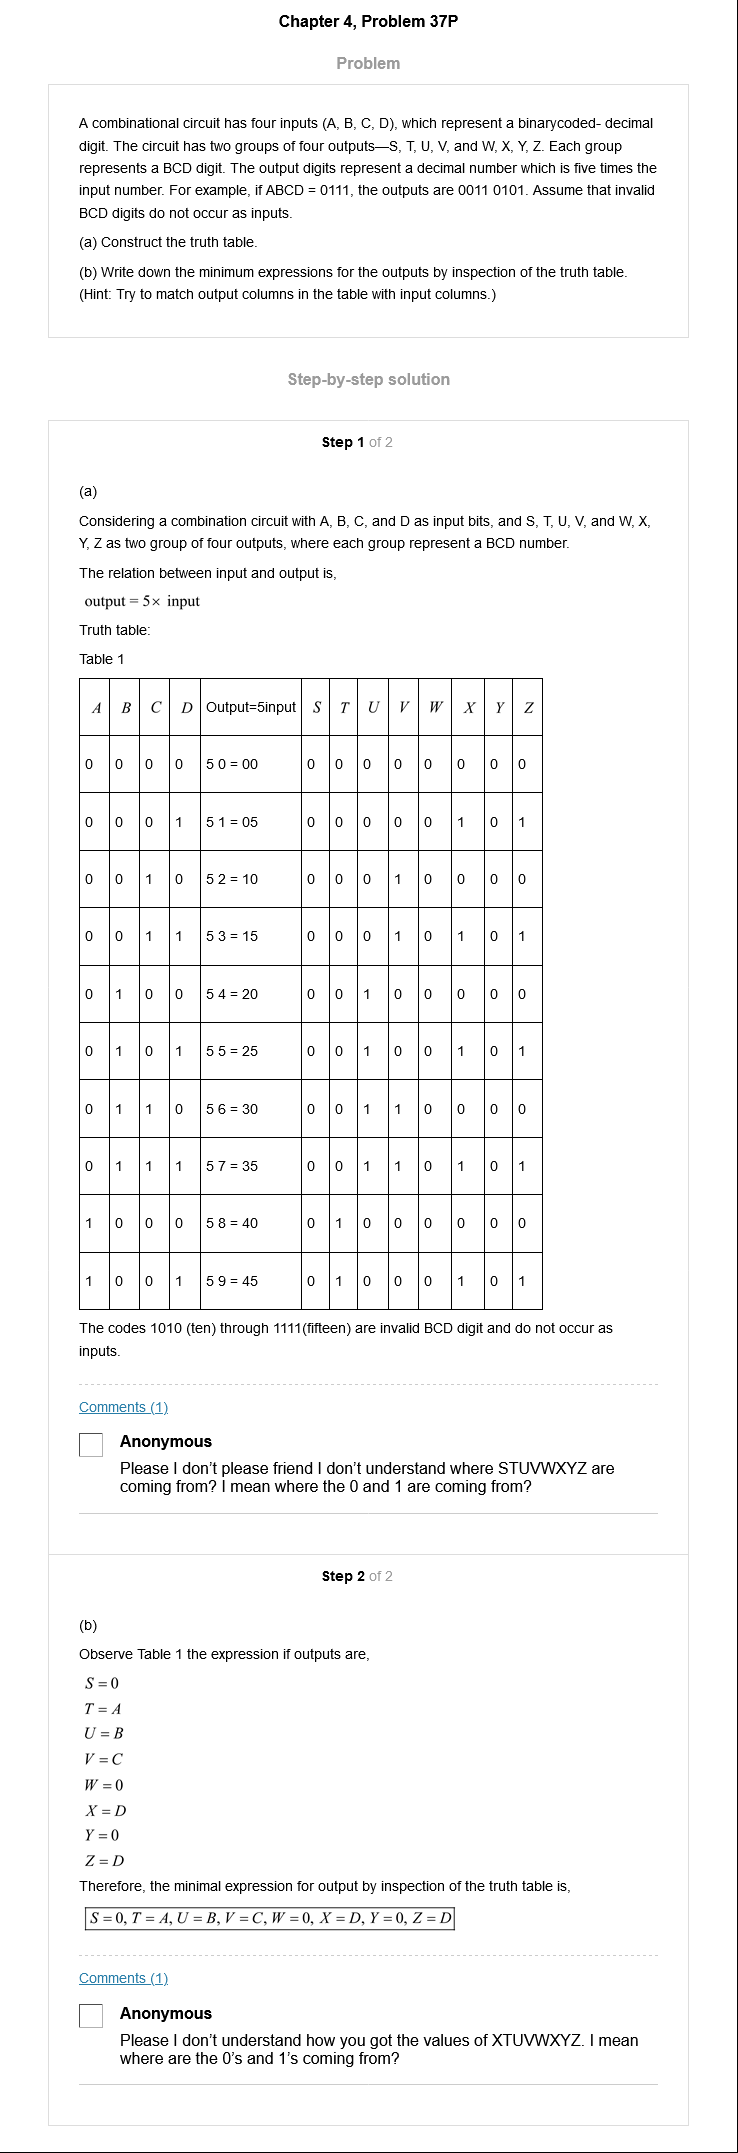 Chapter 4, Problem 37P
Problem
A combinational circuit has four inputs (A, B, C, D), which represent a binarycoded- decimal
digit. The circuit has two groups of four outputs—S, T, U, V, and W, X, Y, Z. Each group
represents a BCD digit. The output digits represent a decimal number which is five times the
input number. For example, if ABCD = 0111, the outputs are 0011 0101. Assume that invalid
BCD digits do not occur as inputs.
(a) Construct the truth table.
(b) Write down the minimum expressions for the outputs by inspection of the truth table.
(Hint: Try to match output columns in the table with input columns.)
Step-by-step solution
Step 1 of 2
(a)
Considering a combination circuit with A, B, C, and D as input bits, and S, T, U, V, and W, X,
Y, Z as two group of four outputs, where each group represent a BCD number.
The relation between input and output is,
output = 5× input
Truth table:
Table 1
A B C D Output=5input S T U V W X Y Z
0 0 0 0 5 0 = 00 0 0 0 0 0 0 0 0
0 0 0 1 5 1 = 05 0 0 0 0 0 1 0 1
0 0 1 0 5 2 = 10 0 0 0 1 0 0 0 0
0 0 1 1 5 3 = 15 0 0 0 1 0 1 0 1
0 1 0 0 5 4 = 20 0 0 1 0 0 0 0 0
0 1 0 1 5 5 = 25 0 0 1 0 0 1 0 1
0 1 1 0 5 6 = 30 0 0 1 1 0 0 0 0
0 1 1 1 5 7 = 35 0 0 1 1 0 1 0 1
1 0 0 0 5 8 = 40 0 1 0 0 0 0 0 0
1 0 0 1 5 9 = 45 0 1 0 0 0 1 0 1
The codes 1010 (ten) through 1111(fifteen) are invalid BCD digit and do not occur as
inputs.
Comments (1)
Anonymous
Please I don't please friend I don't understand where STUVWXYZ are
coming from? I mean where the 0 and 1 are coming from?
Step 2 of 2
(b)
Observe Table 1 the expression if outputs are,
S = 0
T = A
U = B
V = C
W = 0
X = D
Y = 0
Z = D
Therefore, the minimal expression for output by inspection of the truth table is,
S = 0, T = A, U = B, V = C, W = 0, X = D, Y = 0, Z = D
Comments (1)
Anonymous
Please I don't understand how you got the values of XTUVWXYZ. I mean
where are the 0's and 1's coming from?